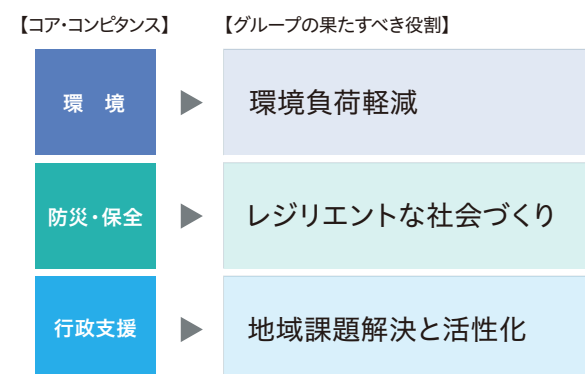 【コア・コンピタンス】
【グループの果たすべき役割】
環　境
環境負荷軽減
防災・保全
レジリエントな社会づくり
行政支援
地域課題解決と活性化